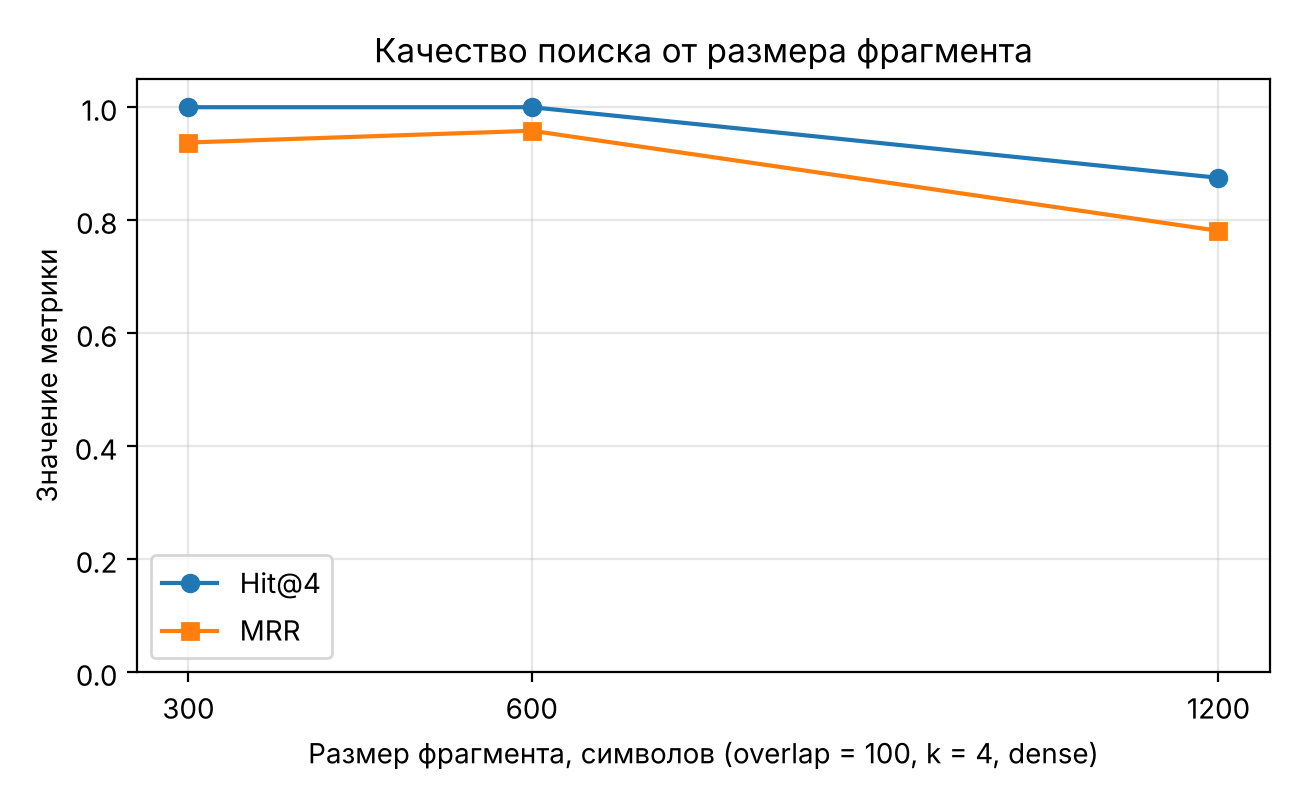 Качество поиска от размера фрагмента
Значение метрики
1.0
0.8
0.6
0.4
0.2
0.0
Hit@4
MRR
300
600
1200
Размер фрагмента, символов (overlap = 100, k = 4, dense)